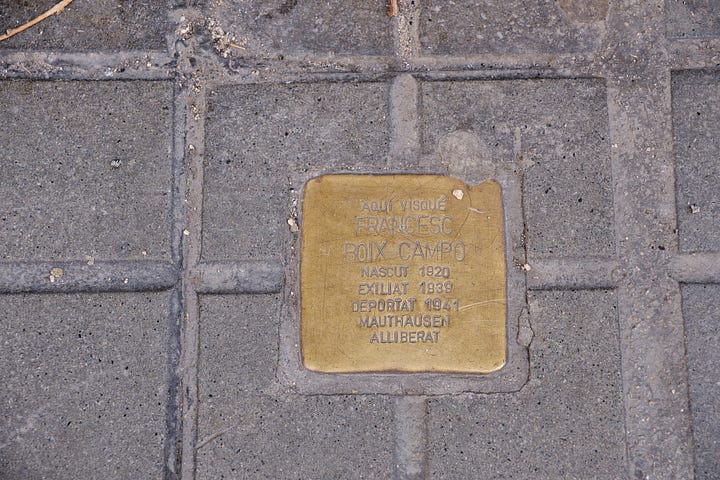 AQUÍ VISQUÉ
FRANCESC
BOIX CAMPO
NASCUT 1920
EXILIAT 1939
DEPORTAT 1941
MAUTHAUSEN
ALLIBERAT